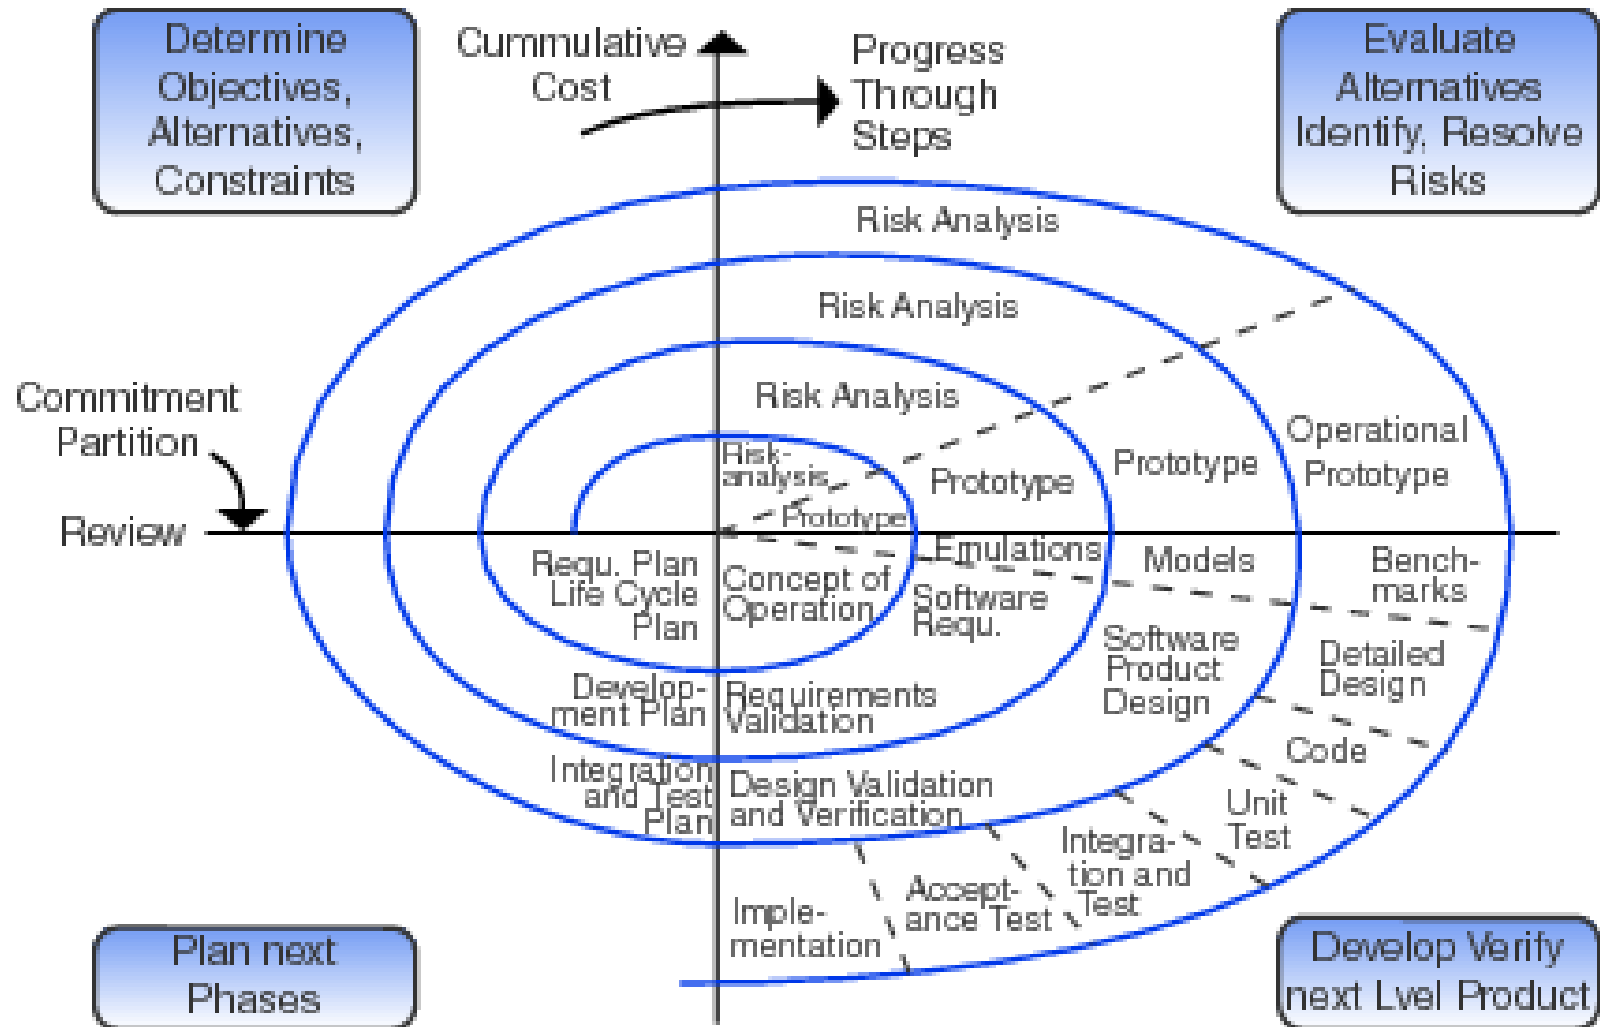 Determine
Objectives,
Alternatives,
Constraints
Cummulative
Cost
Progress
Through
Steps
Evaluate
Alternatives
Identify, Resolve
Risks
Risk Analysis
Risk Analysis
Risk Analysis
Risk-
analysis
Commitment
Partition
Review
Operational
Prototype
Prototype
Prototype
Prototype
Emulations
Models
Bench-
marks
Requ. Plan
Life Cycle
Plan
Concept of
Operation
Software
Requ.
Software
Product
Design
Detailed
Design
Develop-
ment Plan
Requirements
Validation
Code
Integration
and Test
Plan
Design Validation
and Verification
Unit
Test
Integra-
tion and
Test
Accept-
ance Test
Imple-
mentation
Plan next
Phases
Develop Verify
next Lvel Product